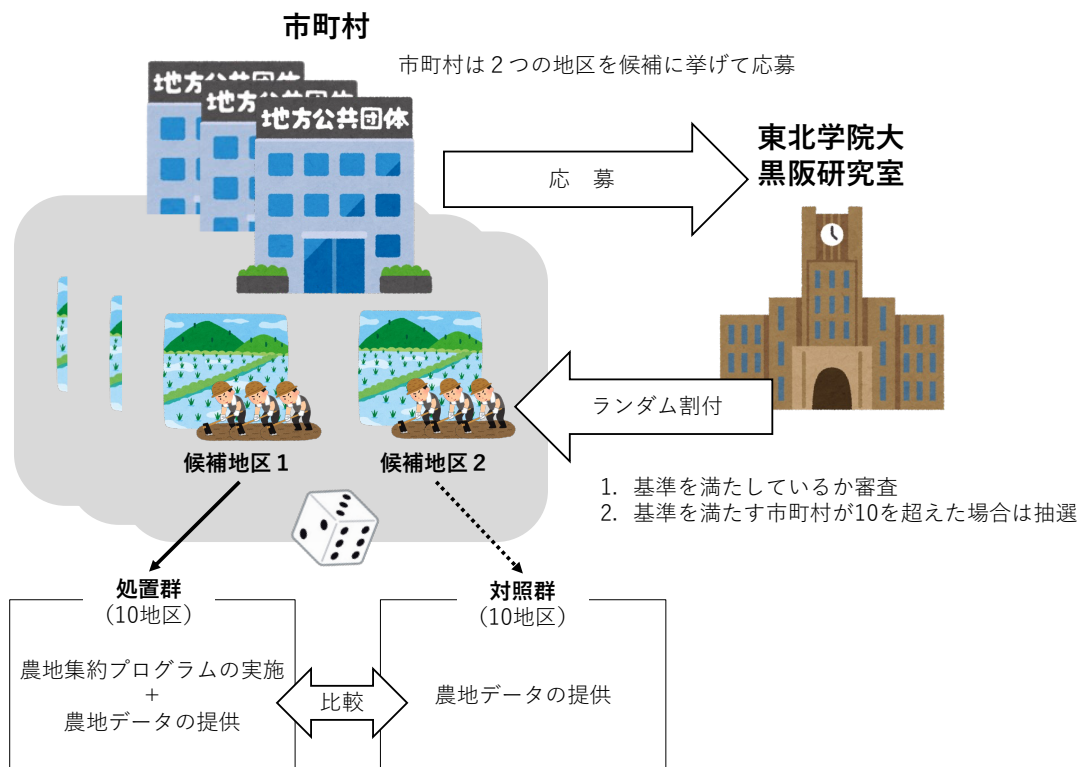 市町村
市町村は２つの地区を候補に挙げて応募
地方公共団体
地方公共団体
地方公共団体
応　募
東北学院大
黒阪研究室
ランダム割付
候補地区１
候補地区２
1. 基準を満たしているか審査
2. 基準を満たす市町村が10を超えた場合は抽選
処置群
（10地区）
農地集約プログラムの実施
+
農地データの提供
比較
対照群
（10地区）
農地データの提供